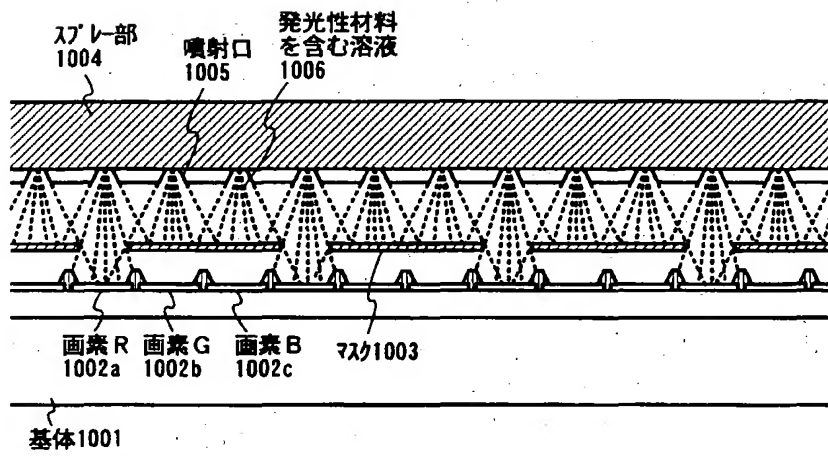 スプレー部
1004
噴射口
1005
発光性材料
を含む溶液
1006
画素R
1002a
画素G
1002b
画素B
1002c
マスク1003
基体1001